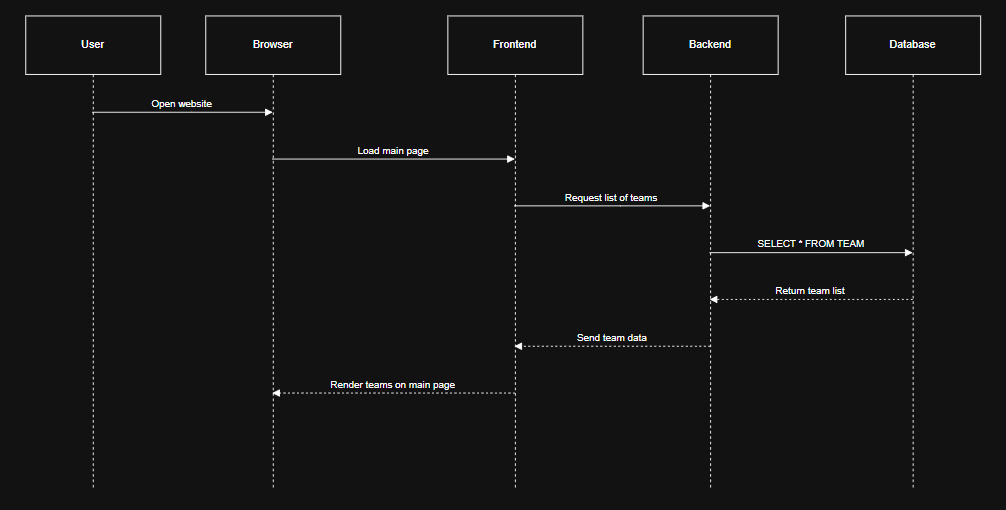 User
Browser
Frontend
Backend
Database
Open website
Load main page
Request list of teams
SELECT * FROM TEAM
Return team list
Send team data
Render teams on main page